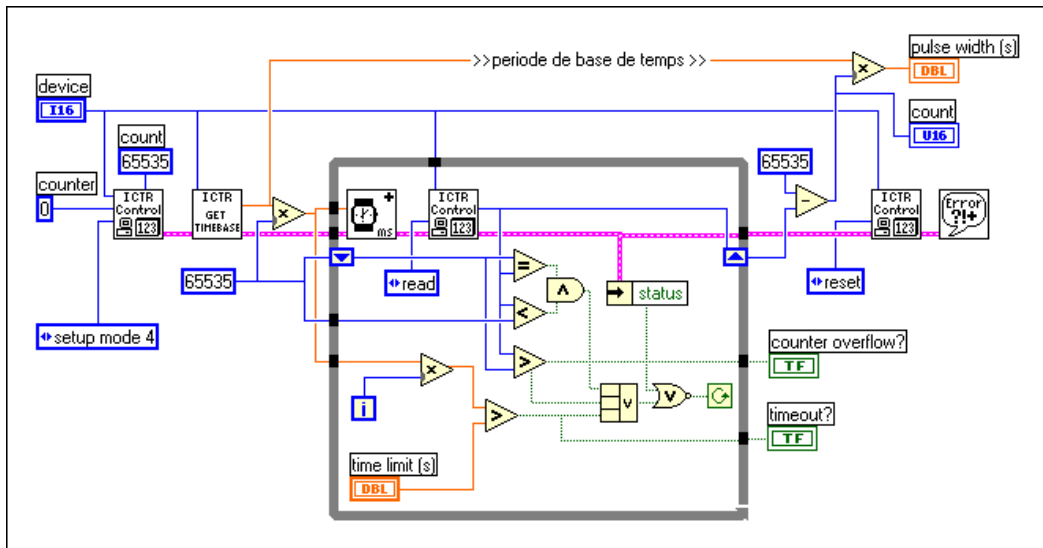 pulse width (s)
DBL
>>periode de base de temps >>
device
I16
count
65535
count
U16
counter
0
ICTR
Control
123
ICTR
GET
TIMEBASE
65535
+
ms
ICTR
Control
123
65535
ICTR
Control
123
Error
?!+
65535
read
status
reset
setup mode 4
counter overflow?
TF
i
timeout?
TF
time limit (s)
DBL